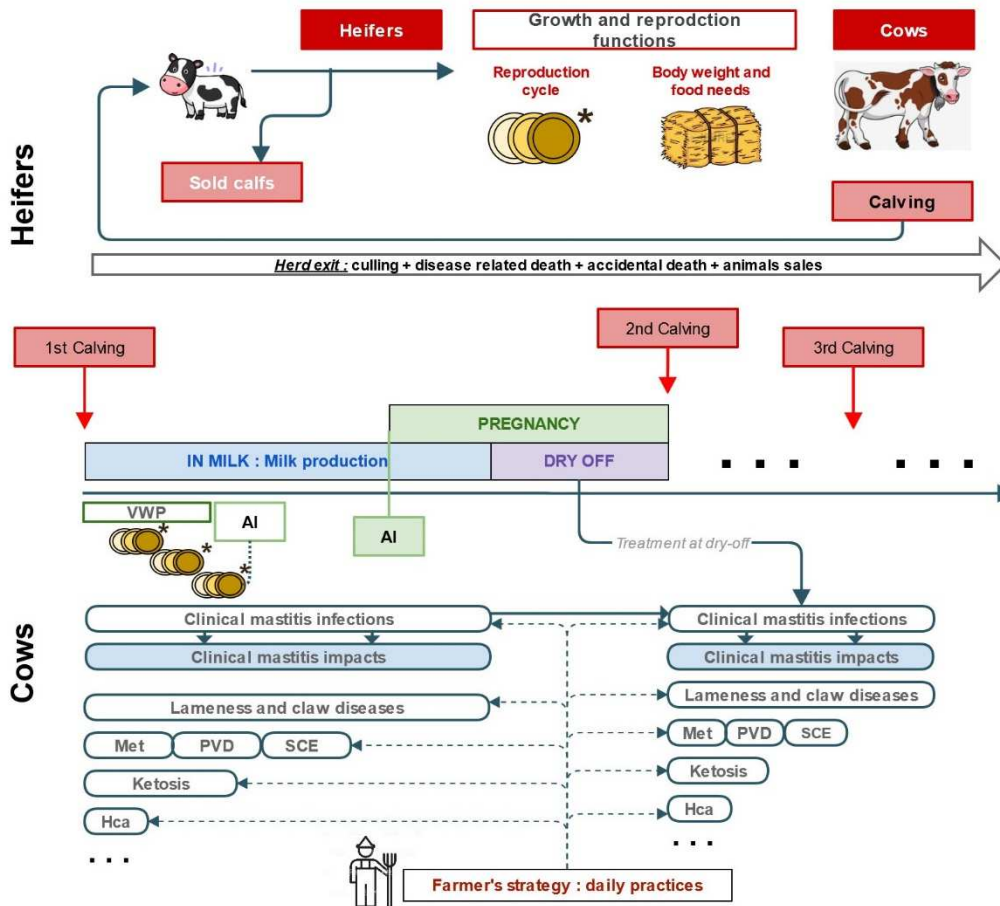 Heifers
Heifers
Growth and reprodction
functions
Cows
Reproduction
cycle
*
Body weight and
food needs
Sold calfs
Calving
Herd exit : culling + disease related death + accidental death + animals sales
1st Calving
2nd Calving
3rd Calving
PREGNANCY
IN MILK : Milk production
DRY OFF
. . .
. . .
VWP
AI
AI
*
*
*
Treatment at dry-off
Cows
Clinical mastitis infections
Clinical mastitis infections
Clinical mastitis impacts
Clinical mastitis impacts
Lameness and claw diseases
Lameness and claw diseases
Met PVD SCE
Met PVD SCE
Ketosis
Ketosis
Hca
Hca
. . .
. . .
Farmer's strategy : daily practices